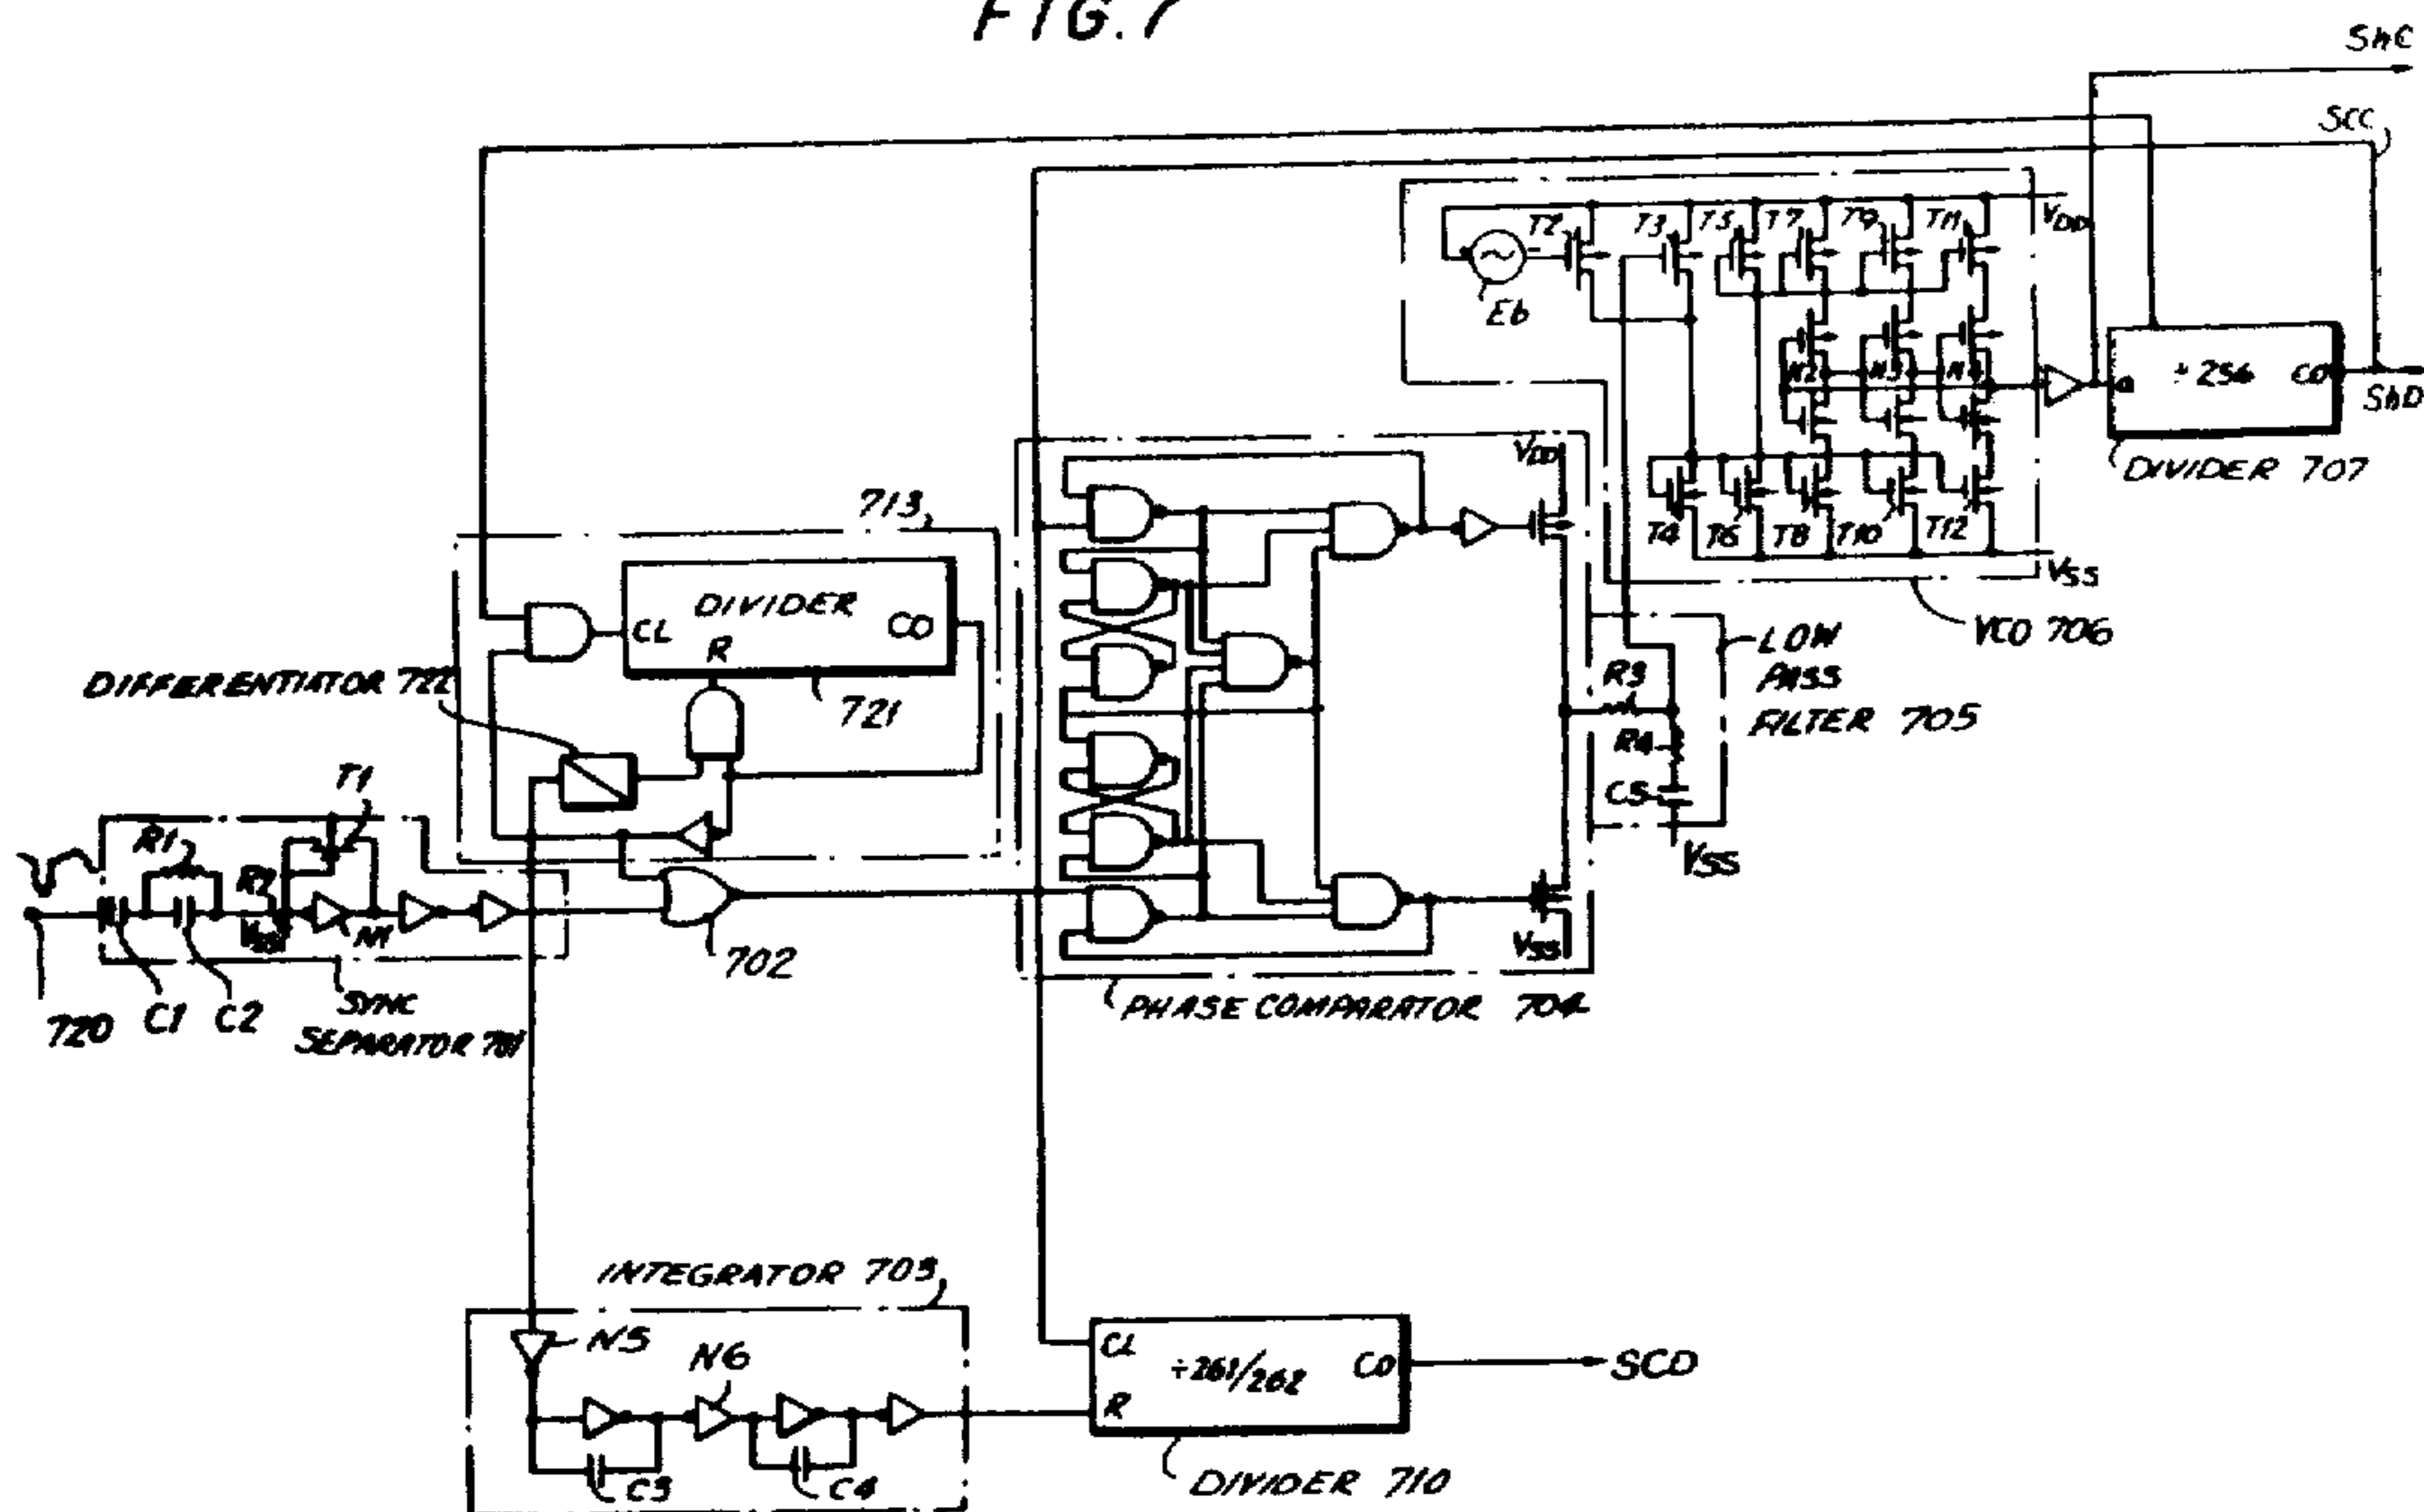 FIG. 7
ShC
SCC
T2
T3
T5
T7
T9
T11
VDD
Eb
N2
N3
N4
÷256
CO
ShD
DIVIDER 707
T4
T6
T8
T10
T12
VSS
VCO 706
VDD
713
DIVIDER
CL
CO
R
721
DIFFERENTIATOR 722
LOW
PASS
FILTER 705
R3
R4
C5
VSS
T1
R1
R2
VSS
N1
702
VSS
PHASE COMPARATOR 704
720
C1
C2
SYNC
SEPARATOR 701
INTEGRATOR 703
N5
N6
C3
C4
CL
÷261/262
CO
R
SCD
DIVIDER 710